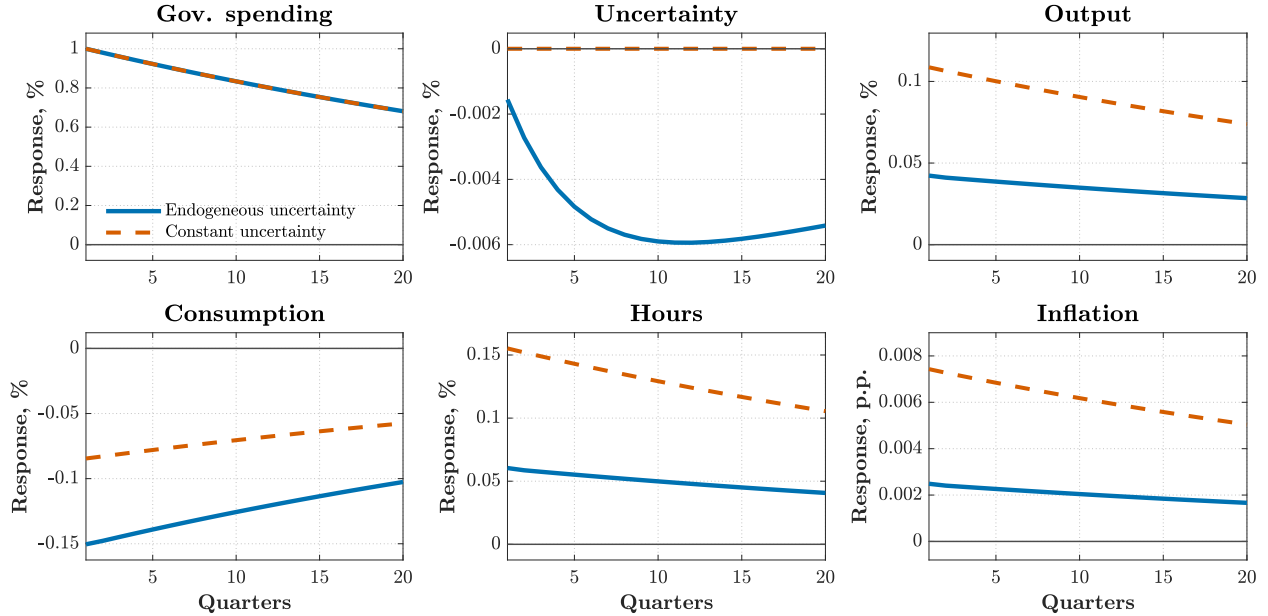 Gov. spending
Response, %
1
0.8
0.6
0.4
0.2
0
Endogeneous uncertainty
Constant uncertainty
5 10 15 20
Uncertainty
Response, %
0
-0.002
-0.004
-0.006
5 10 15 20
Output
Response, %
0.1
0.05
0
5 10 15 20
Consumption
Response, %
0
-0.05
-0.1
-0.15
5 10 15 20
Quarters
Hours
Response, %
0.15
0.1
0.05
0
5 10 15 20
Quarters
Inflation
Response, p.p.
0.008
0.006
0.004
0.002
0
5 10 15 20
Quarters